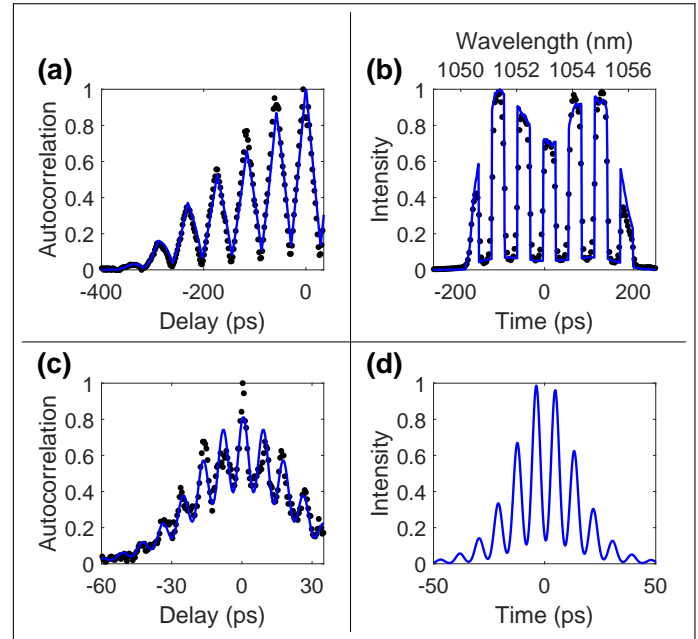 (a)
Autocorrelation
1
0.8
0.6
0.4
0.2
0
-400
-200
0
Delay (ps)
(b)
Wavelength (nm)
1050 1052 1054 1056
Intensity
1
0.8
0.6
0.4
0.2
0
-200
0
200
Time (ps)
(c)
Autocorrelation
1
0.8
0.6
0.4
0.2
0
-60
-30
0
30
Delay (ps)
(d)
Intensity
1
0.8
0.6
0.4
0.2
0
-50
0
50
Time (ps)